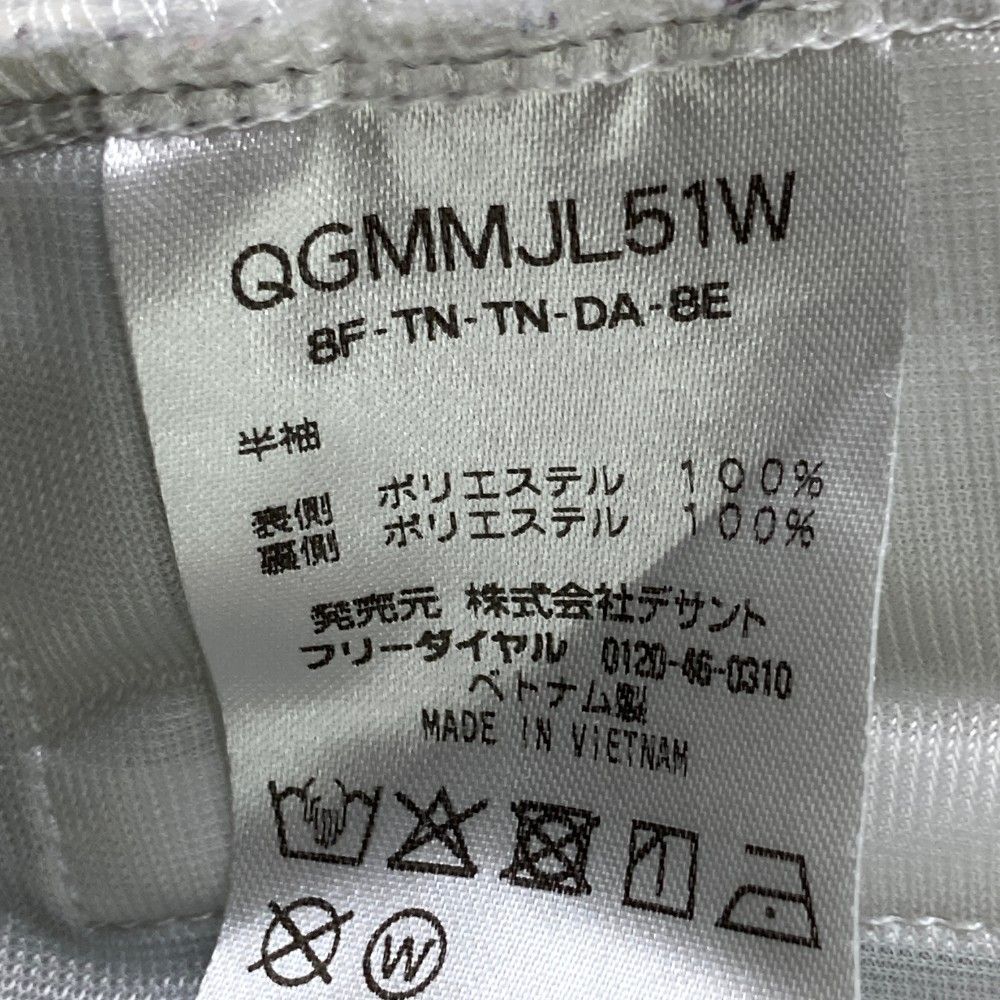 QGMMJL51W
8F-TN-TN-DA-8E
半袖
表側 ポリエステル 100%
裏側 ポリエステル 100%
発売元 株式会社デサント
フリーダイヤル 0120-46-0310
ベトナム製
MADE IN VIETNAM
W